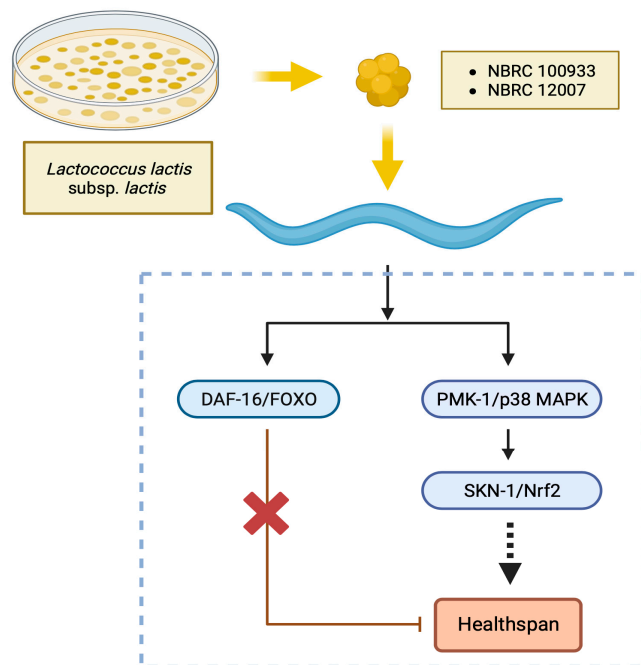 • NBRC 100933
• NBRC 12007
Lactococcus lactis
subsp. lactis
DAF-16/FOXO
PMK-1/p38 MAPK
SKN-1/Nrf2
Healthspan